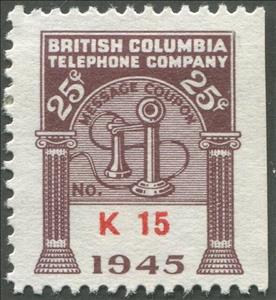 BRITISH COLUMBIA
TELEPHONE COMPANY
25¢ 25¢
MESSAGE COUPON
NO.
K 15
1945